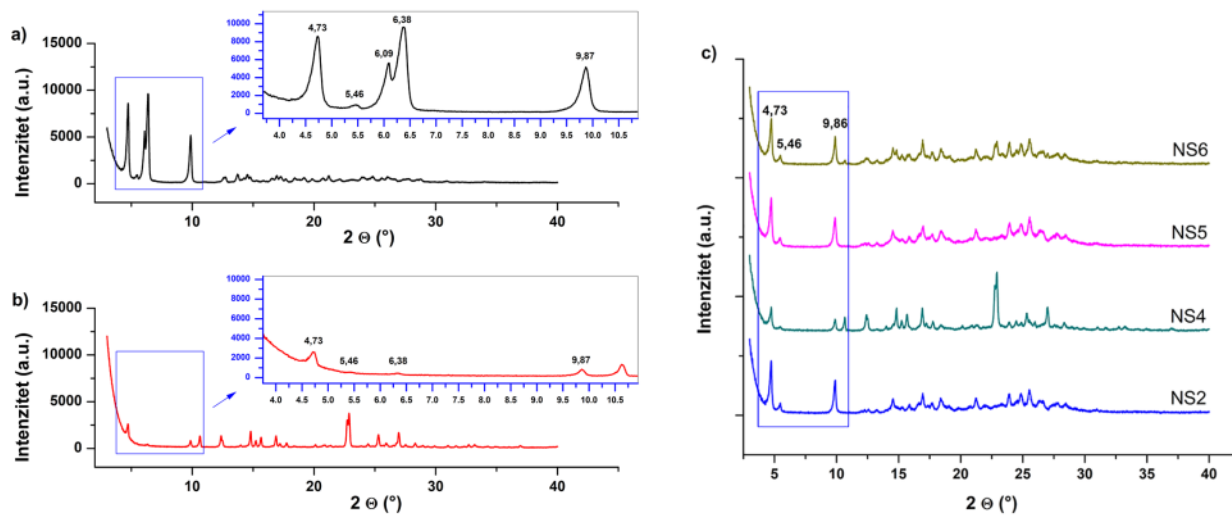 a)
Intenzitet (a.u.)
15000
10000
5000
0
10
20
30
40
2 Θ (°)
10000
8000
6000
4000
2000
0
4,73
5,46
6,09
6,38
9,87
4.0 4.5 5.0 5.5 6.0 6.5 7.0 7.5 8.0 8.5 9.0 9.5 10.0 10.5
b)
Intenzitet (a.u.)
15000
10000
5000
0
10
20
30
40
2 Θ (°)
10000
8000
6000
4000
2000
0
4,73
5,46
6,38
9,87
4.0 4.5 5.0 5.5 6.0 6.5 7.0 7.5 8.0 8.5 9.0 9.5 10.0 10.5
c)
Intenzitet (a.u.)
4,73
5,46
9,86
NS6
NS5
NS4
NS2
5 10 15 20 25 30 35 40
2 Θ (°)